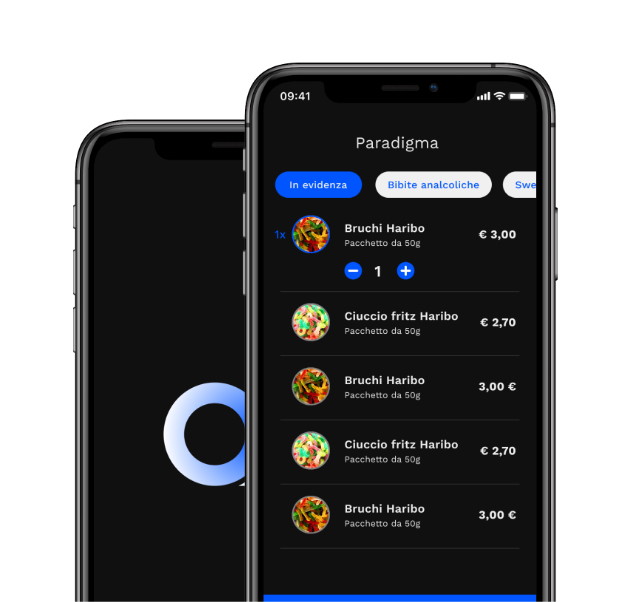 09:41
Paradigma
In evidenza
Bibite analcoliche
Swe
1x
Bruchi Haribo
€ 3,00
Pacchetto da 50g
1
Ciuccio fritz Haribo
€ 2,70
Pacchetto da 50g
Bruchi Haribo
3,00 €
Pacchetto da 50g
Ciuccio fritz Haribo
€ 2,70
Pacchetto da 50g
Bruchi Haribo
3,00 €
Pacchetto da 50g